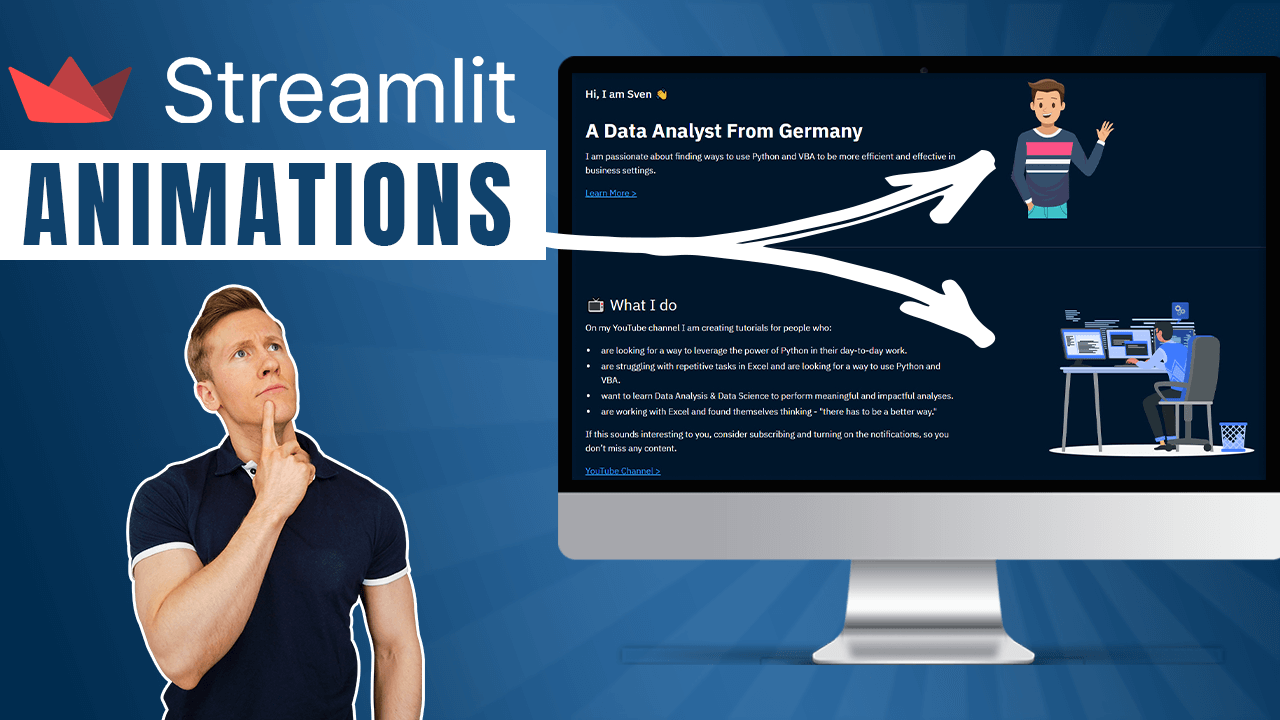 Streamlit
ANIMATIONS
Hi, I am Sven 👋
A Data Analyst From Germany
I am passionate about finding ways to use Python and VBA to be more efficient and effective in
business settings.
Learn More >
What I do
On my YouTube channel I am creating tutorials for people who:
• are looking for a way to leverage the power of Python in their day-to-day work.
• are struggling with repetitive tasks in Excel and are looking for a way to use Python and
VBA.
• want to learn Data Analysis & Data Science to perform meaningful and impactful analyses.
• are working with Excel and found themselves thinking - "there has to be a better way."
If this sounds interesting to you, consider subscribing and turning on the notifications, so you
don't miss any content.
YouTube Channel >